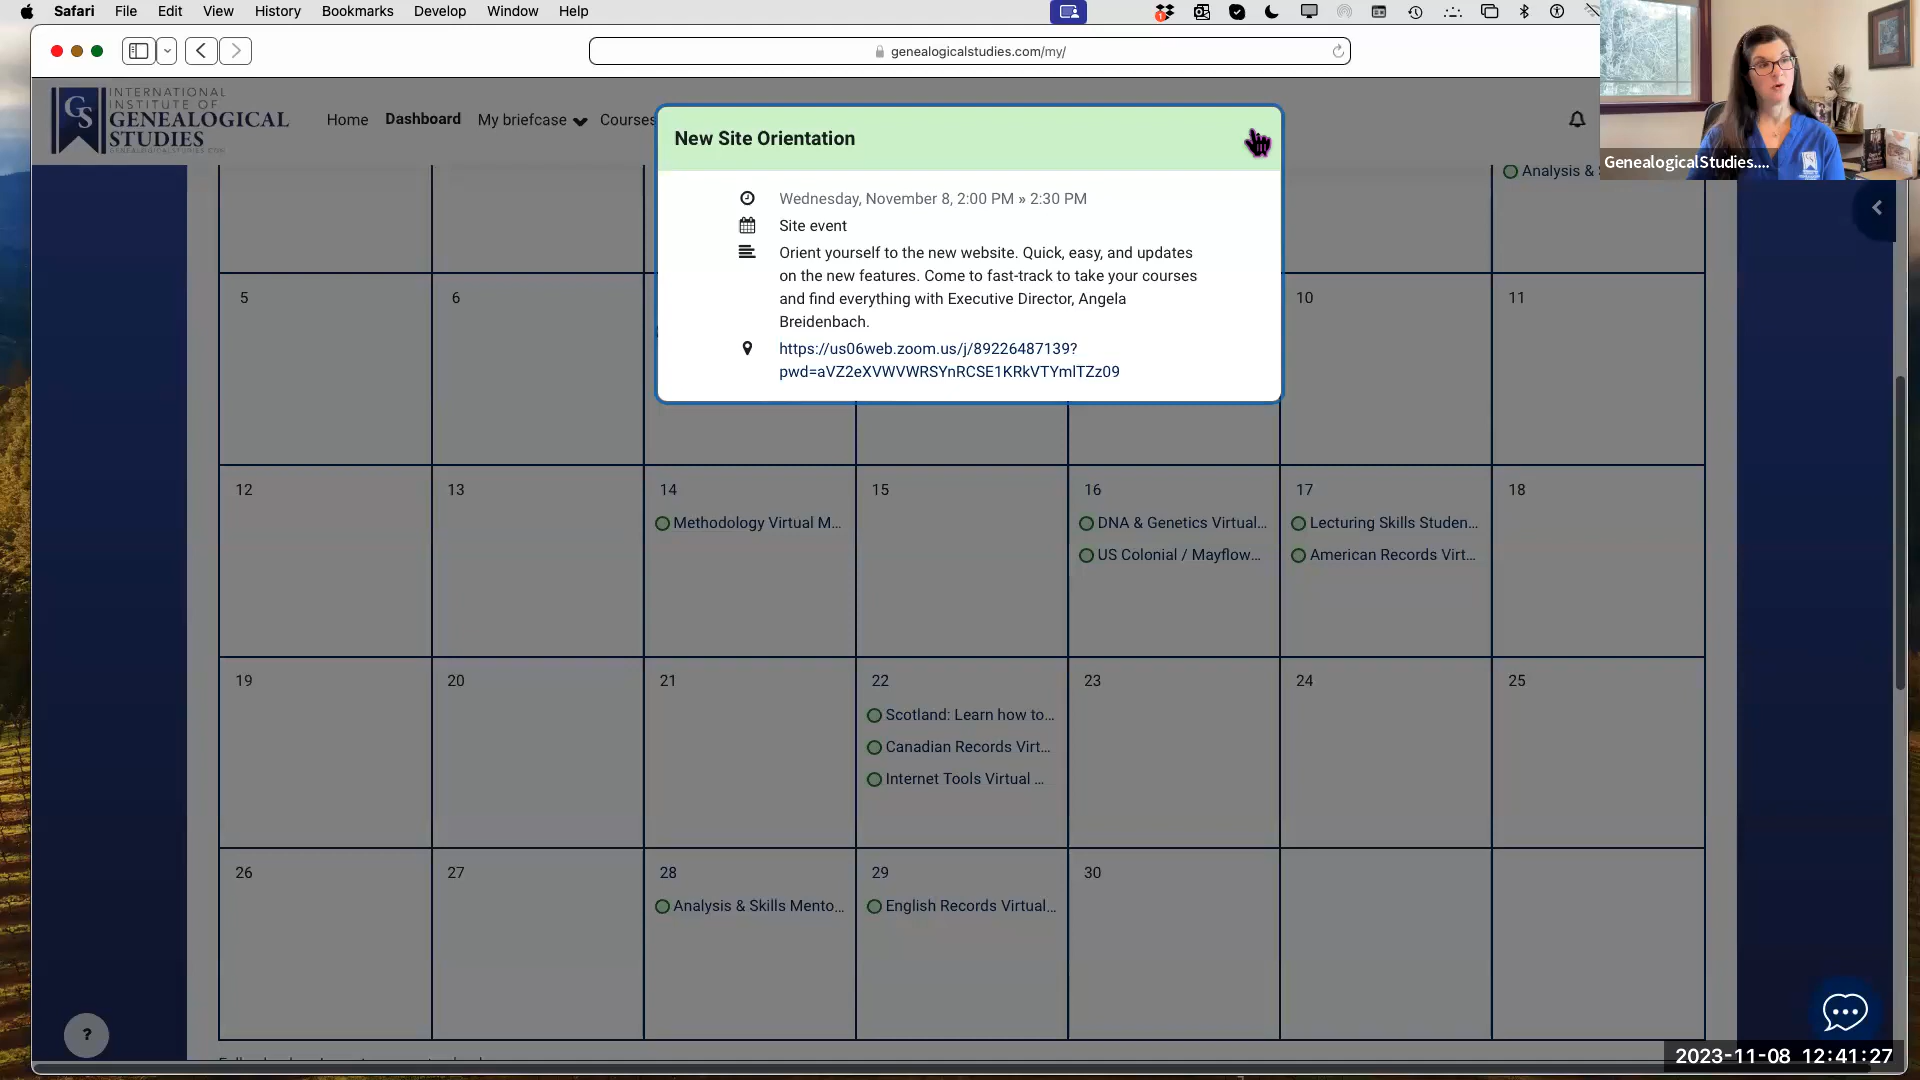 Safari File Edit View History Bookmarks Develop Window Help
genealogicalstudies.com/my/
INTERNATIONAL
INSTITUTE OF
GENEALOGICAL
STUDIES
GENEALOGICALSTUDIES.COM
GS
Home Dashboard My briefcase Courses
New Site Orientation
GenealogicalStudies....
Analysis &
Wednesday, November 8, 2:00 PM » 2:30 PM
Site event
Orient yourself to the new website. Quick, easy, and updates
on the new features. Come to fast-track to take your courses
and find everything with Executive Director, Angela
Breidenbach.
https://us06web.zoom.us/j/89226487139?
pwd=aVZ2eXVWVWRSYnRCSE1KRkVTYmlTZz09
5 6 10 11
12 13 14 15 16 17 18
Methodology Virtual M... DNA & Genetics Virtual... Lecturing Skills Studen...
US Colonial / Mayflow... American Records Virt...
19 20 21 22 23 24 25
Scotland: Learn how to...
Canadian Records Virt...
Internet Tools Virtual ...
26 27 28 29 30
Analysis & Skills Mento... English Records Virtual...
?
2023-11-08 12:41:27